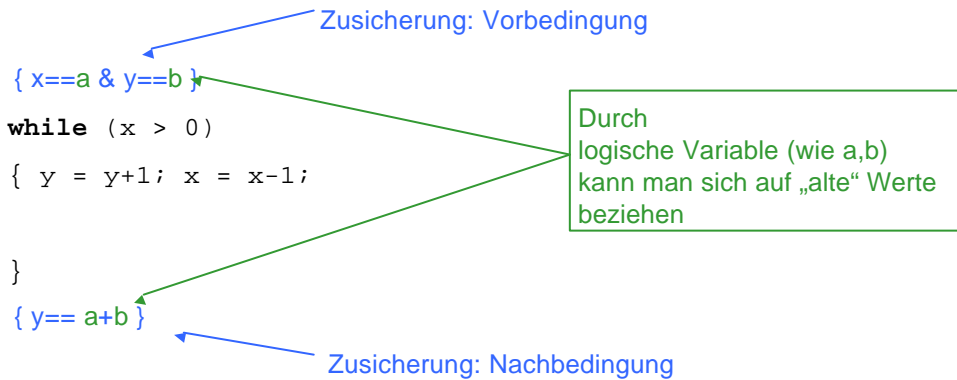 Zusicherung: Vorbedingung
{ x==a & y==b }
while (x > 0)
{ y = y+1; x = x-1;
}
{ y== a+b }
Durch
logische Variable (wie a,b)
kann man sich auf „alte“ Werte
beziehen
Zusicherung: Nachbedingung